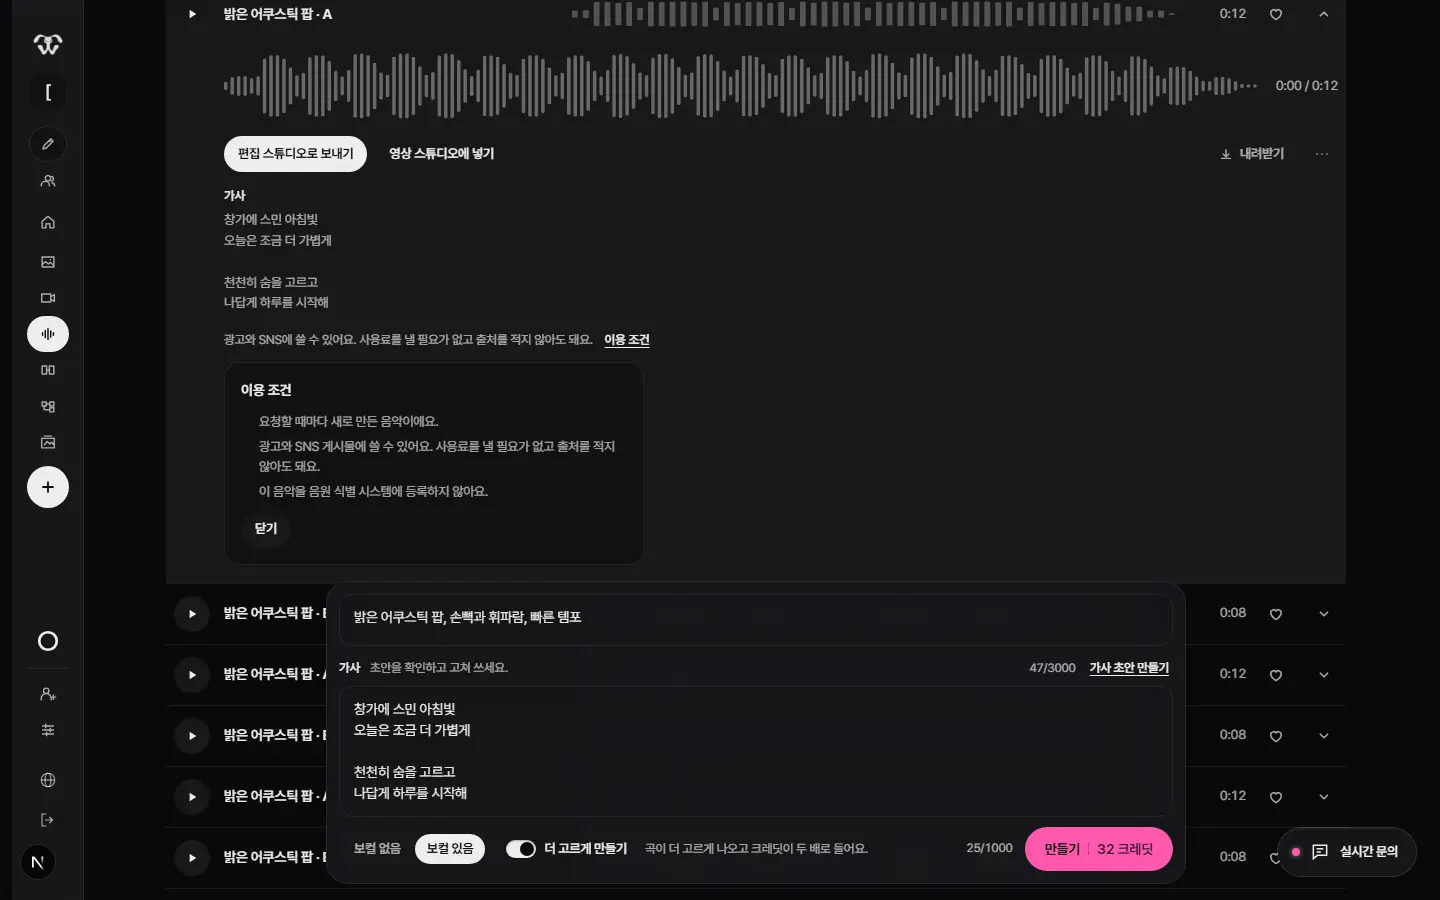 밝은 어쿠스틱 팝 · A
0:12
[
0:00 / 0:12
편집 스튜디오로 보내기
영상 스튜디오에 넣기
내려받기
가사
창가에 스민 아침빛
오늘은 조금 더 가볍게
천천히 숨을 고르고
나답게 하루를 시작해
광고와 SNS에 쓸 수 있어요. 사용료를 낼 필요가 없고 출처를 적지 않아도 돼요. 이용 조건
이용 조건
요청할 때마다 새로 만든 음악이에요.
광고와 SNS 게시물에 쓸 수 있어요. 사용료를 낼 필요가 없고 출처를 적지
않아도 돼요.
이 음악을 음원 식별 시스템에 등록하지 않아요.
닫기
밝은 어쿠스틱 팝 ·
0:08
밝은 어쿠스틱 팝 ·
0:12
밝은 어쿠스틱 팝 ·
0:08
밝은 어쿠스틱 팝 ·
0:12
밝은 어쿠스틱 팝 ·
0:08
밝은 어쿠스틱 팝, 손뼉과 휘파람, 빠른 템포
가사 초안을 확인하고 고쳐 쓰세요.
47/3000
가사 초안 만들기
창가에 스민 아침빛
오늘은 조금 더 가볍게
천천히 숨을 고르고
나답게 하루를 시작해
보컬 없음
보컬 있음
더 고르게 만들기
곡이 더 고르게 나오고 크레딧이 두 배로 들어요.
25/1000
만들기
32 크레딧
실시간 문의
N